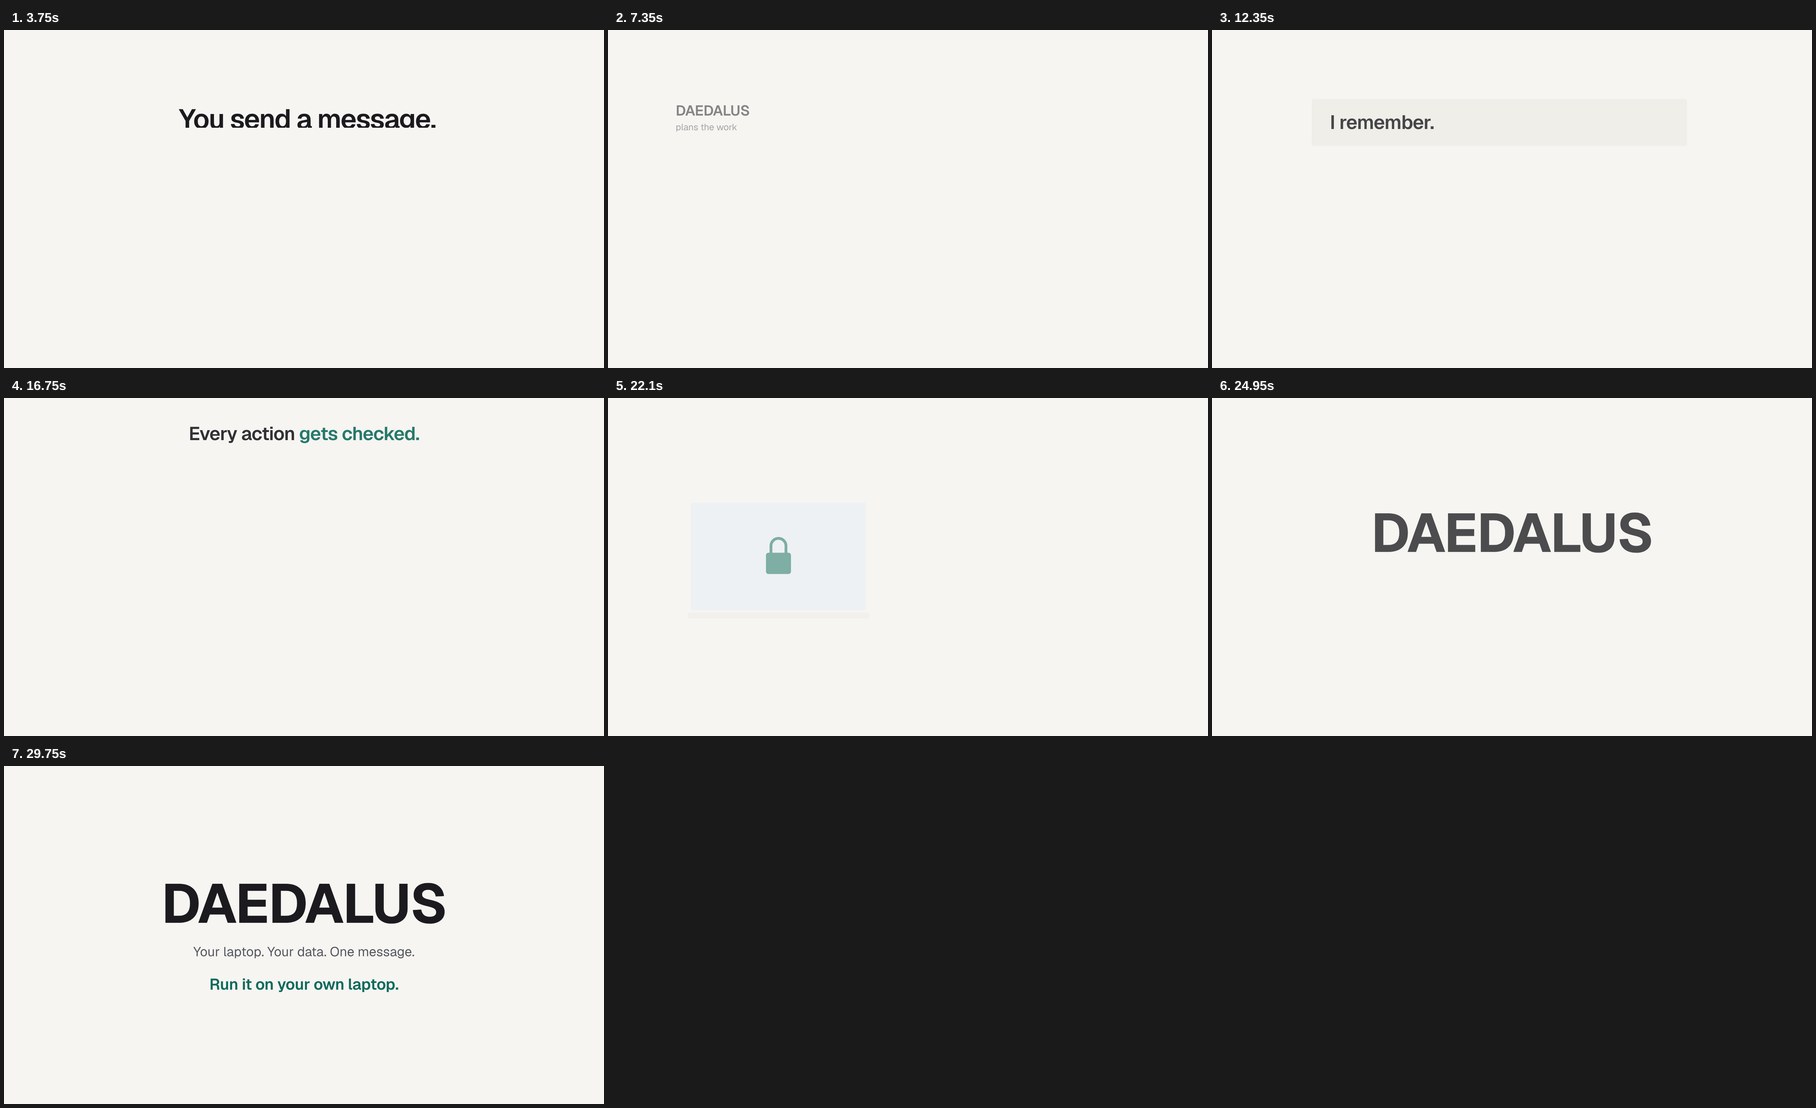 1. 3.75s
You send a message.
2. 7.35s
DAEDALUS
plans the work
3. 12.35s
I remember.
4. 16.75s
Every action gets checked.
5. 22.1s
6. 24.95s
DAEDALUS
7. 29.75s
DAEDALUS
Your laptop. Your data. One message.
Run it on your own laptop.